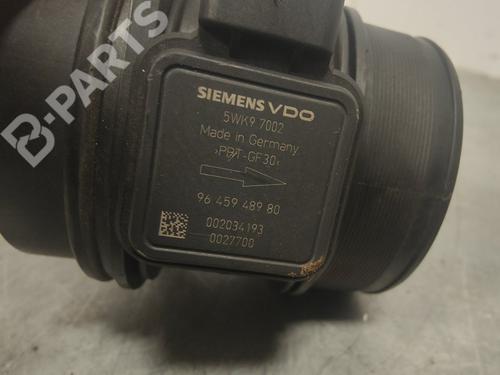 SIEMENS VDO
5WK9 7002
Made in Germany
›PBT-GF30‹
96 459 489 80
002034193
0027700
B-PARTS